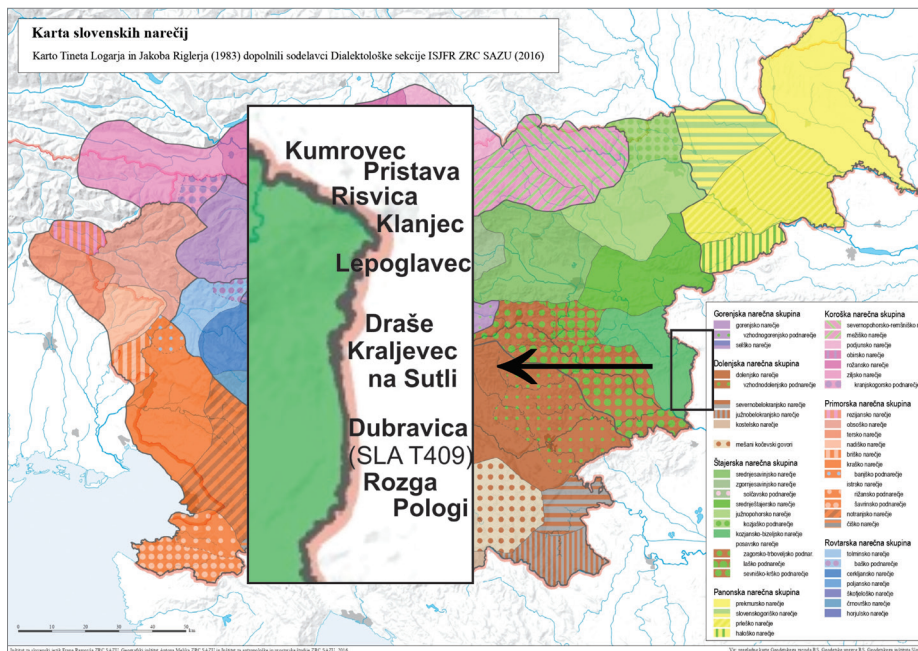 Karta slovenskih narečij
Karto Tineta Logarja in Jakoba Riglerja (1983) dopolnili sodelavci Dialektološke sekcije ISJFR ZRC SAZU (2016)
Kumrovec
Pristava
Risvica
Klanjec
Lepoglavec
Draše
Kraljevec
na Sutli
Dubravica
(SLA T409)
Rozga
Pologi
Gorenjska narečna skupina
gorenjsko narečje
vzhodnogorenjsko podnarečje
selško narečje
Dolenjska narečna skupina
dolenjsko narečje
vzhodnodolenjsko podnarečje
severnobelokranjsko narečje
južnobelokranjsko narečje
kostelsko narečje
mešani kočevski govori
Štajerska narečna skupina
srednjesavinjsko narečje
zgornjesavinjsko narečje
solčavsko podnarečje
srednještajersko narečje
južnopohorsko narečje
kozjaško podnarečje
kozjansko-bizeljsko narečje
posavsko narečje
zagorsko-trboveljsko podnar.
laško podnarečje
sevniško-krško podnarečje
Panonska narečna skupina
prekmursko narečje
slovenskogoriško narečje
prleško narečje
haloško narečje
Koroška narečna skupina
severnopohorsko-remšniško
mežiško narečje
podjunsko narečje
obirsko narečje
rožansko narečje
ziljsko narečje
kranjskogorsko podnarečje
Primorska narečna skupina
rezijansko narečje
obsoško narečje
tersko narečje
nadiško narečje
briško narečje
kraško narečje
banjško podnarečje
istrsko narečje
rižansko podnarečje
šavrinsko podnarečje
notranjsko narečje
čiško narečje
Rovtarska narečna skupina
tolminsko narečje
baško podnarečje
cerkljansko narečje
poljansko narečje
škofjeloško narečje
črnovrško narečje
horjulsko narečje